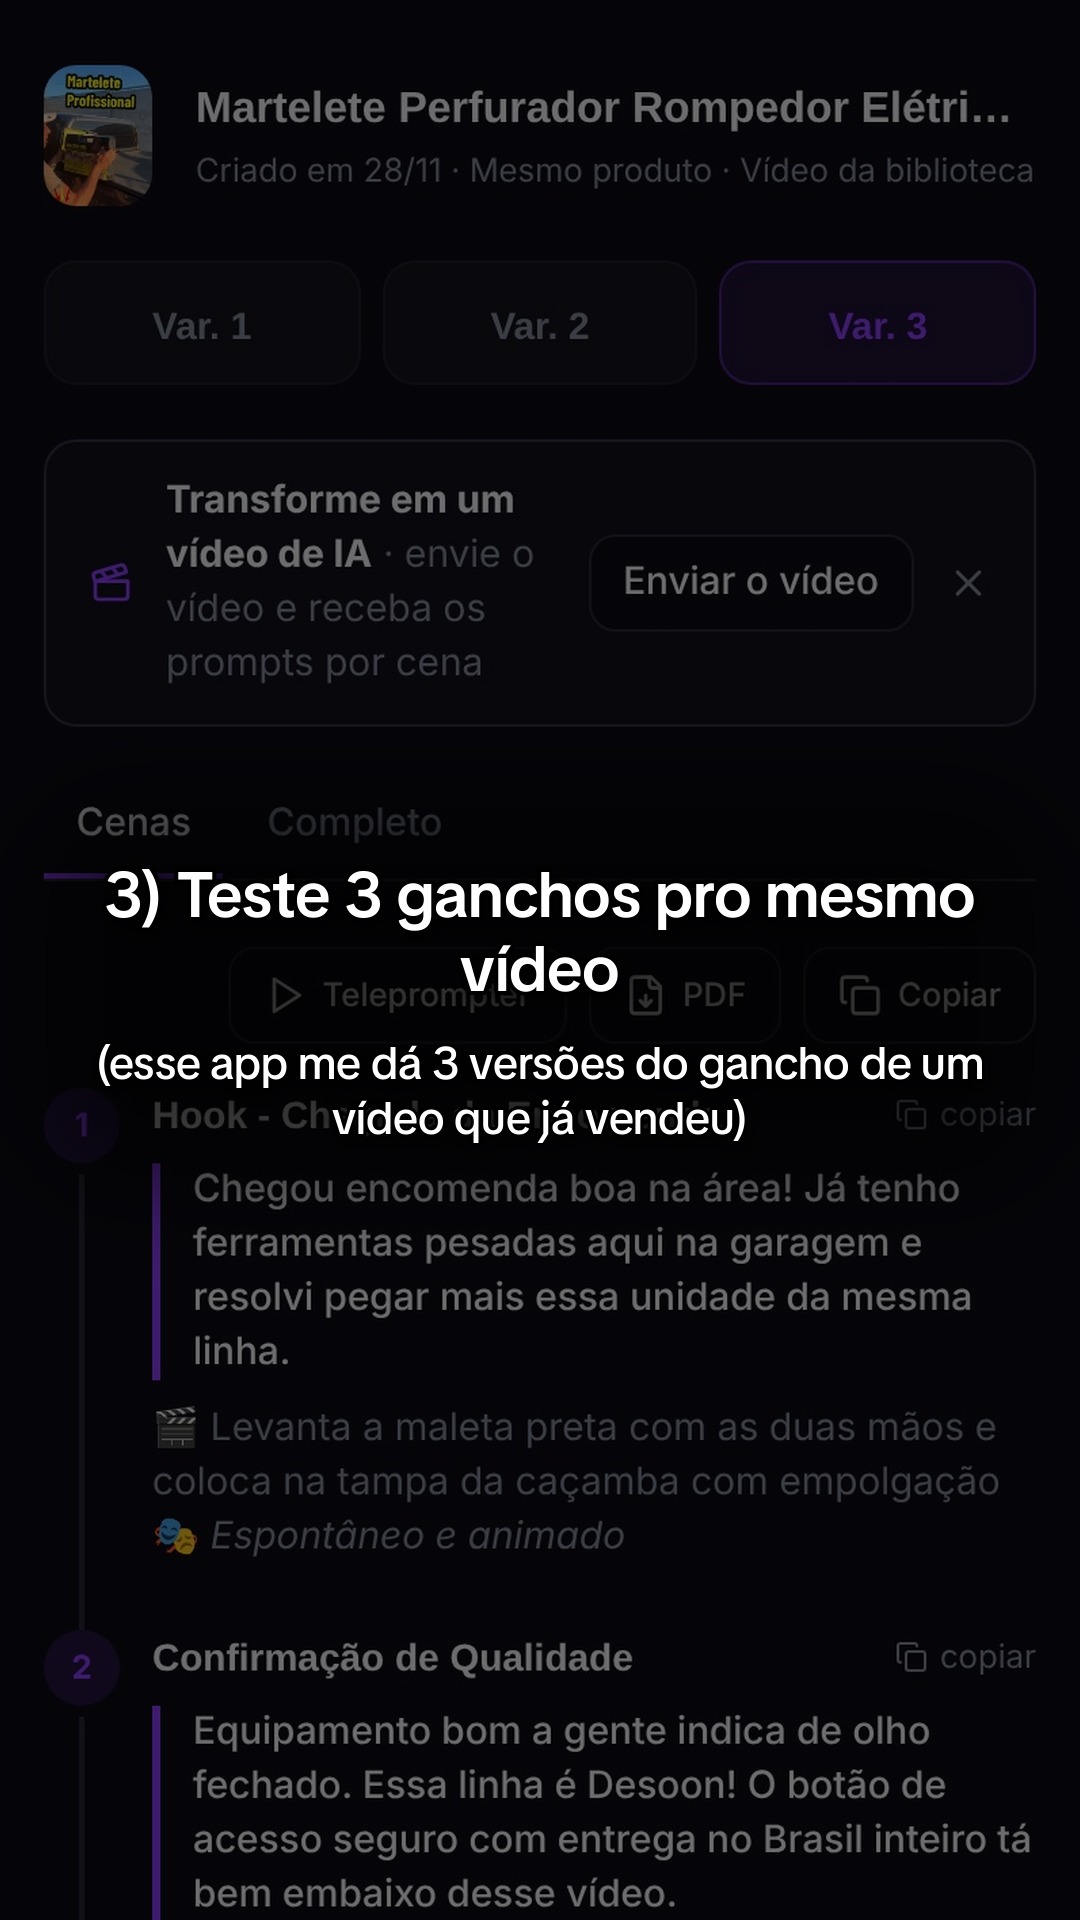 Martelete
Profissional
Martelete Perfurador Rompedor Elétri...
Criado em 28/11 · Mesmo produto · Vídeo da biblioteca
Var. 1
Var. 2
Var. 3
Transforme em um
vídeo de IA · envie o
vídeo e receba os
prompts por cena
Enviar o vídeo
Cenas
Completo
3) Teste 3 ganchos pro mesmo
vídeo
Teleprompter
PDF
Copiar
(esse app me dá 3 versões do gancho de um
vídeo que já vendeu)
1
Hook -
copiar
Chegou encomenda boa na área! Já tenho
ferramentas pesadas aqui na garagem e
resolvi pegar mais essa unidade da mesma
linha.
🎬 Levanta a maleta preta com as duas mãos e
coloca na tampa da caçamba com empolgação
🎭 Espontâneo e animado
2
Confirmação de Qualidade
copiar
Equipamento bom a gente indica de olho
fechado. Essa linha é Desoon! O botão de
acesso seguro com entrega no Brasil inteiro tá
bem embaixo desse vídeo.